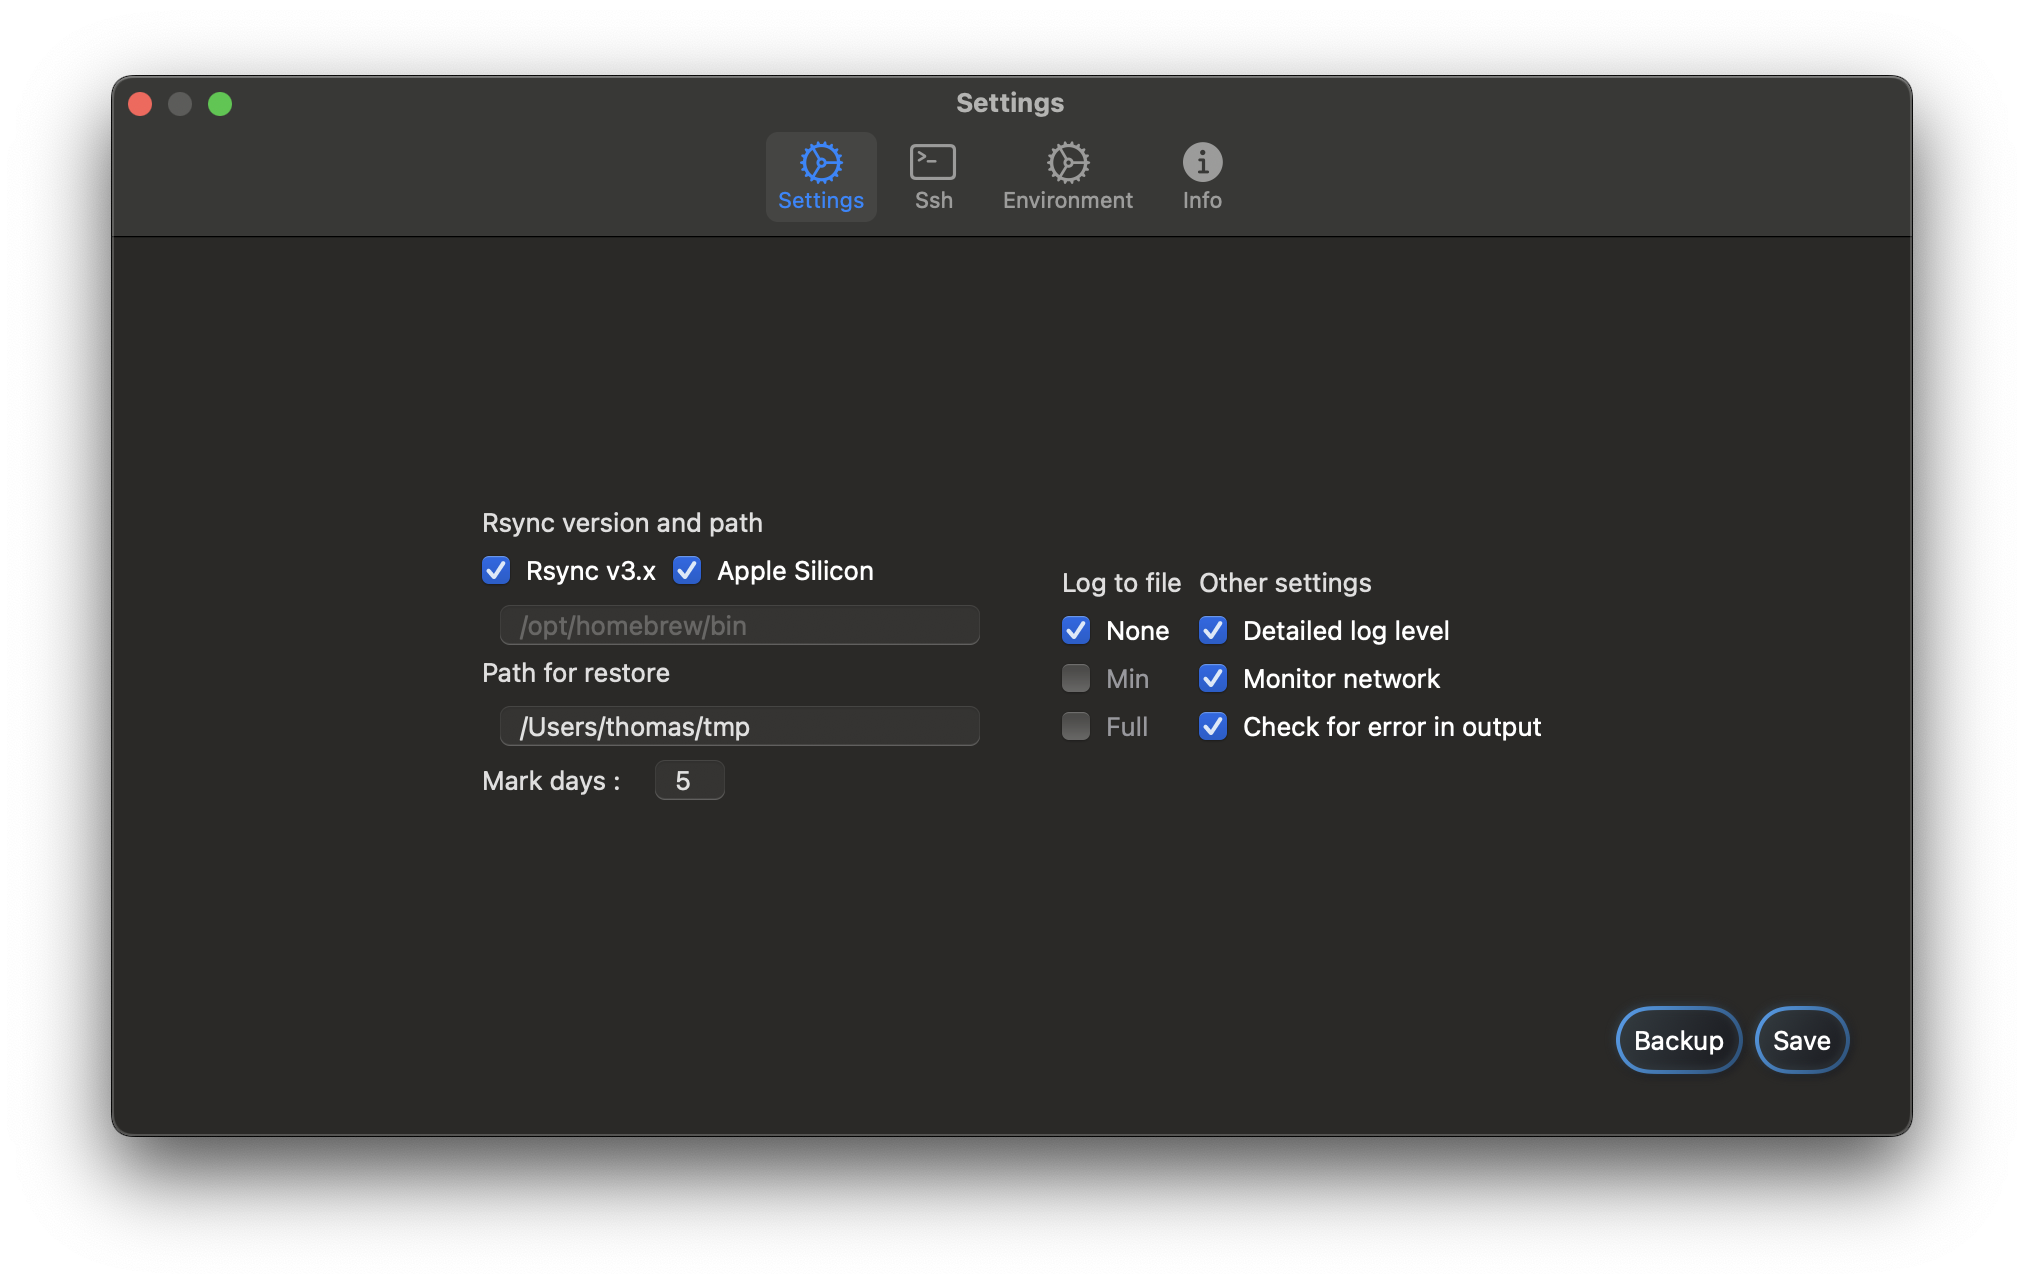 Settings
Settings
Ssh
Environment
Info
Rsync version and path
Rsync v3.x
Apple Silicon
/opt/homebrew/bin
Path for restore
/Users/thomas/tmp
Mark days :
5
Log to file
None
Min
Full
Other settings
Detailed log level
Monitor network
Check for error in output
Backup
Save